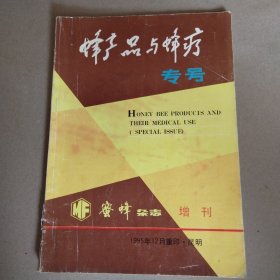 蜂产品与蜂疗
专号
HONEY BEE PRODUCTS AND
THEIR MEDICAL USE
( SPECIAL ISSUE)
MF 蜜蜂杂志 增刊
1995年12月重印·昆明